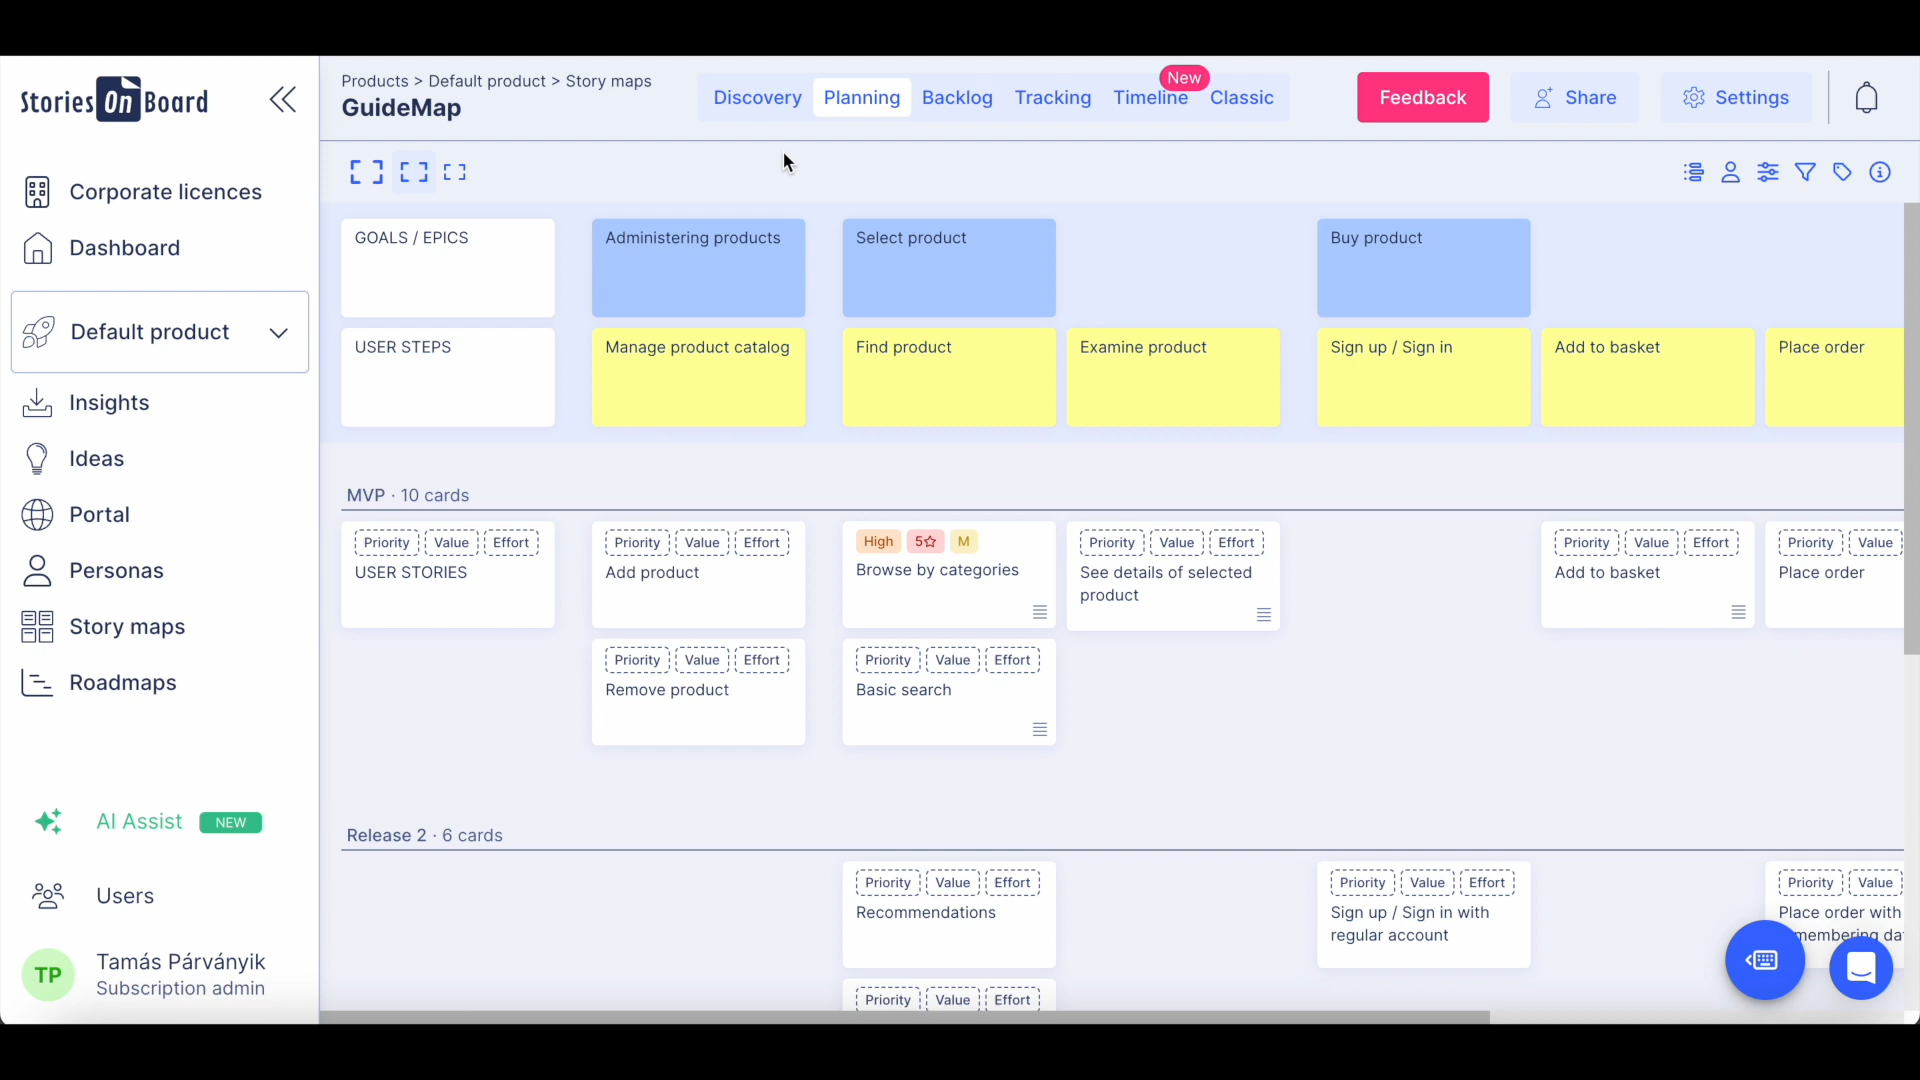 Stories On Board
Products > Default product > Story maps
GuideMap
Discovery
Planning
Backlog
Tracking
Timeline
New
Classic
Feedback
Share
Settings
Corporate licences
Dashboard
Default product
Insights
Ideas
Portal
Personas
Story maps
Roadmaps
AI Assist NEW
Users
TP
Tamás Párványik
Subscription admin
GOALS / EPICS
Administering products
Select product
Buy product
USER STEPS
Manage product catalog
Find product
Examine product
Sign up / Sign in
Add to basket
Place order
MVP · 10 cards
Priority Value Effort
USER STORIES
Priority Value Effort
Add product
High 5 M
Browse by categories
Priority Value Effort
See details of selected
product
Priority Value Effort
Add to basket
Priority Value
Place order
Priority Value Effort
Remove product
Priority Value Effort
Basic search
Release 2 · 6 cards
Priority Value Effort
Recommendations
Priority Value Effort
Sign up / Sign in with
regular account
Priority Value
Place order with
Priority Value Effort